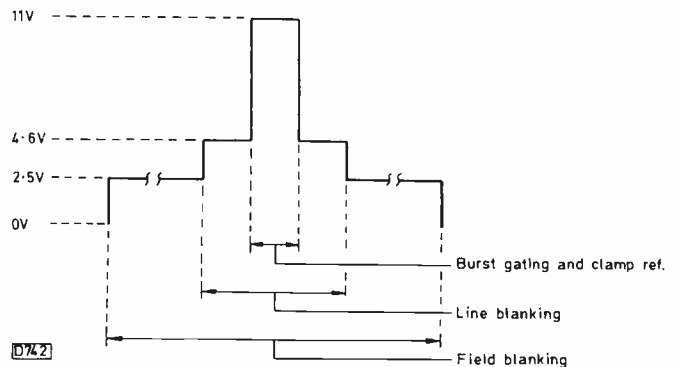 11V
4·6V
2·5V
0V
Burst gating and clamp ref.
Line blanking
Field blanking
D742